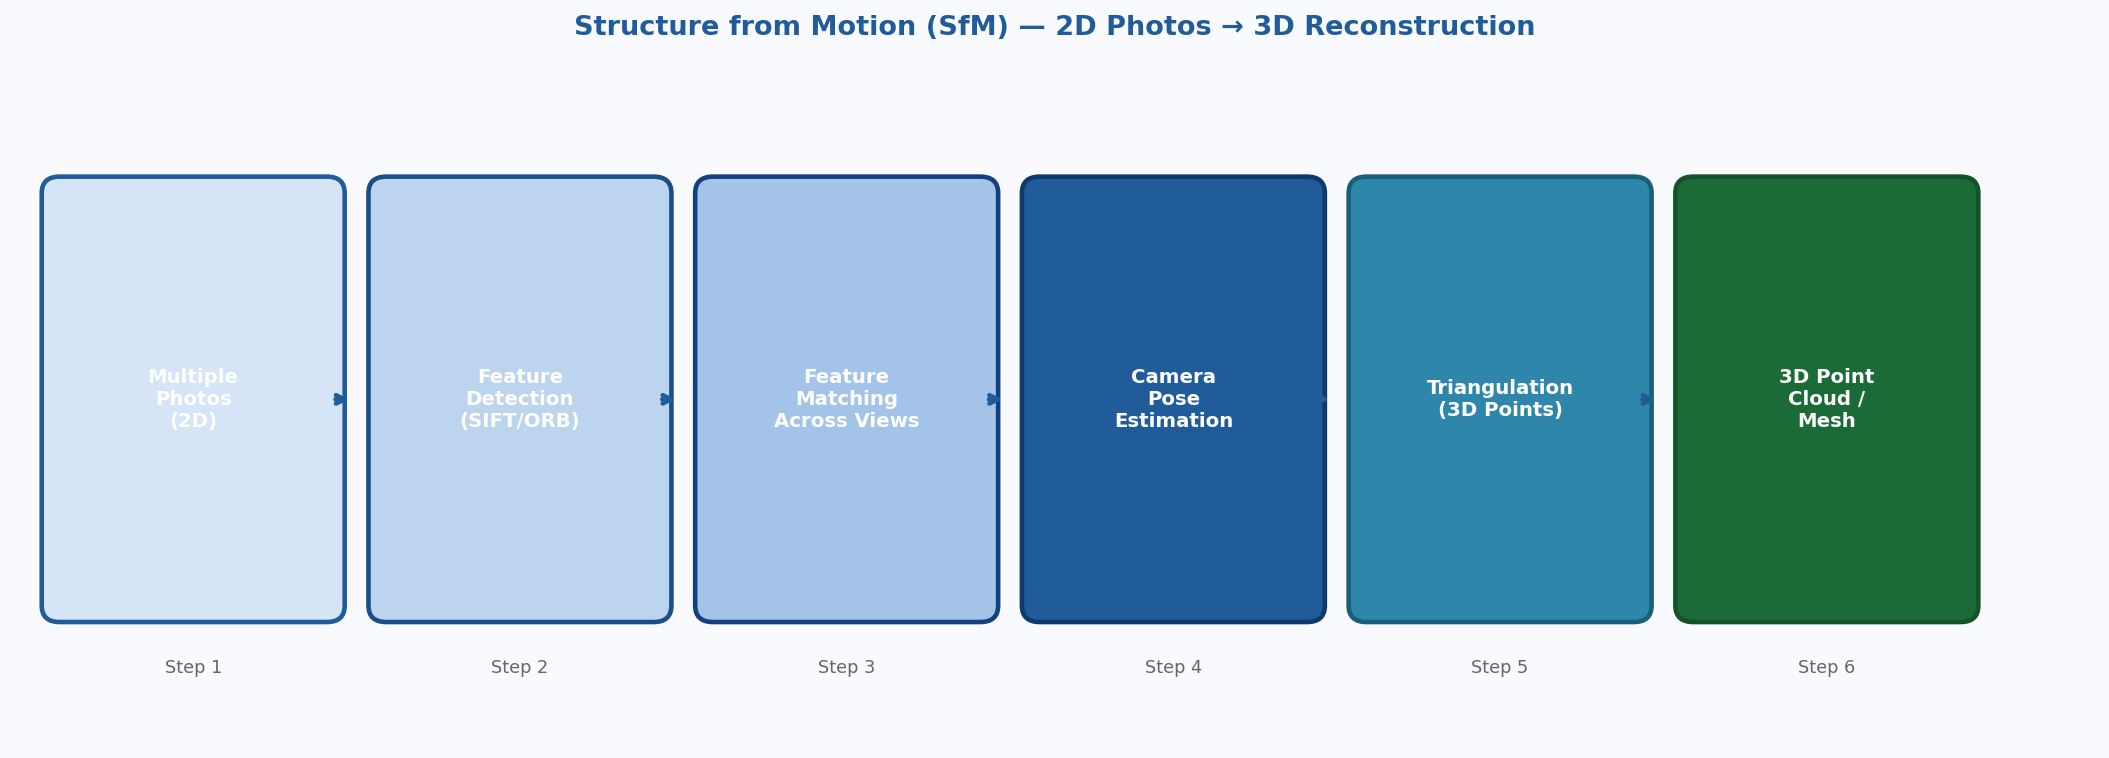 Structure from Motion (SfM) — 2D Photos → 3D Reconstruction
Multiple
Photos
(2D)
Feature
Detection
(SIFT/ORB)
Feature
Matching
Across Views
Camera
Pose
Estimation
Triangulation
(3D Points)
3D Point
Cloud /
Mesh
Step 1
Step 2
Step 3
Step 4
Step 5
Step 6